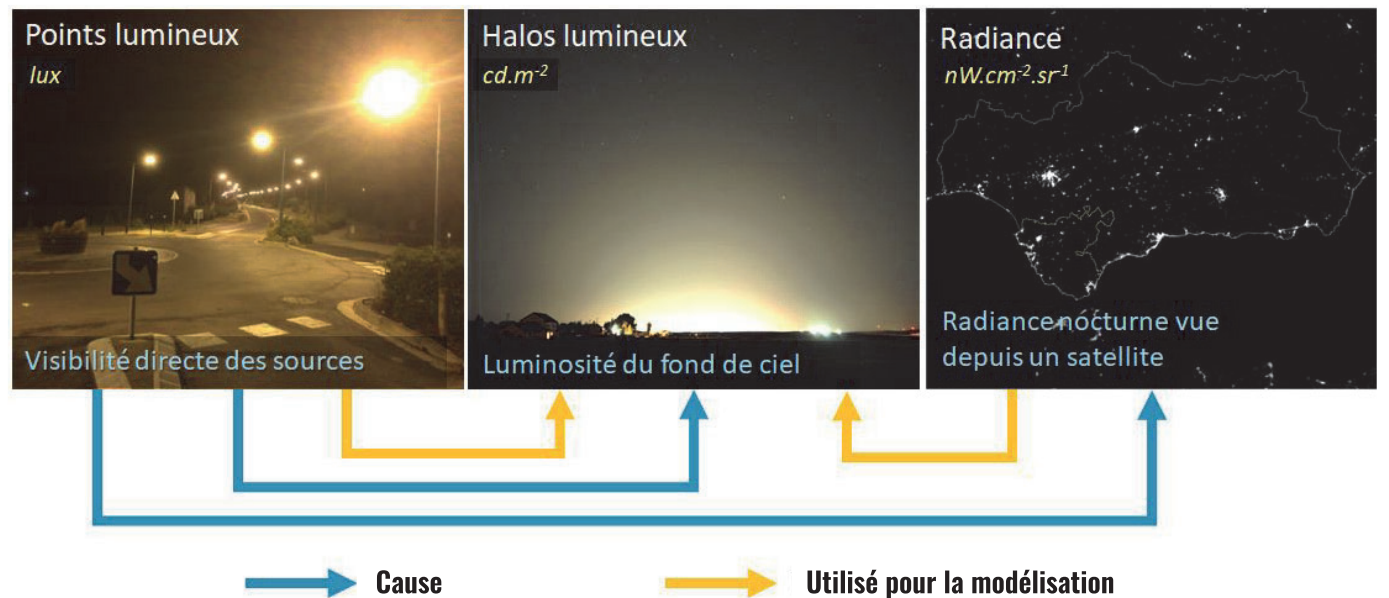 Points lumineux
lux
Visibilité directe des sources
Halos lumineux
cd.m⁻²
Luminosité du fond de ciel
Radiance
nW.cm⁻².sr⁻¹
Radiance nocturne vue
depuis un satellite
Cause
Utilisé pour la modélisation